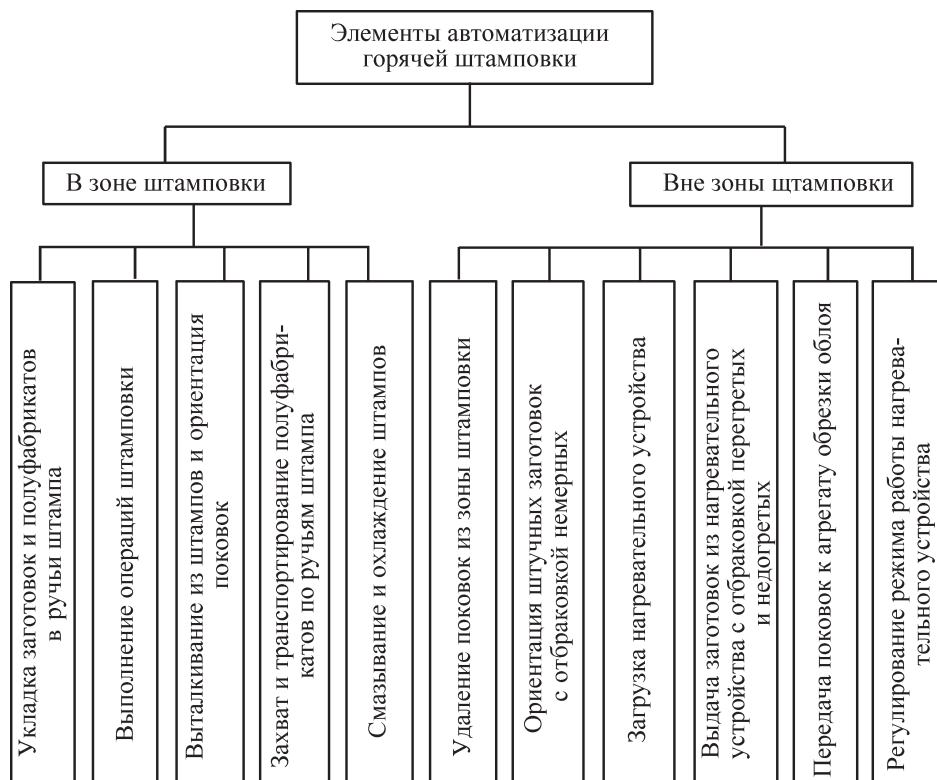 Элементы автоматизации
горячей штамповки
В зоне штамповки
Вне зоны щтамповки
Укладка заготовок и полуфабрикатов
в ручьи штампа
Выполнение операций штамповки
Выталкивание из штампов и ориентация
поковок
Захват и транспортирование полуфабри-
катов по ручьям штампа
Смазывание и охлаждение штампов
Удаление поковок из зоны штамповки
Ориентация штучных заготовок
с отбраковкой немерных
Загрузка нагревательного устройства
Выдача заготовок из нагревательного
устройства с отбраковкой перегретых
и недогретых
Передача поковок к агрегату обрезки облоя
Регулирование режима работы нагрева-
тельного устройства